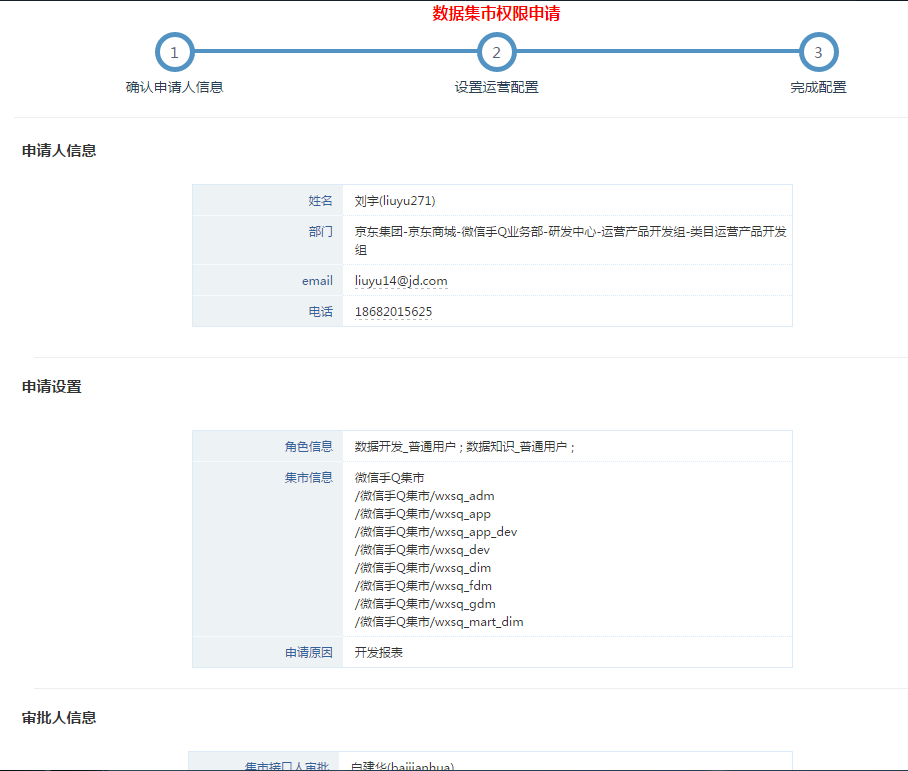 数据集市权限申请
1
2
3
确认申请人信息
设置运营配置
完成配置
申请人信息
姓名 刘宇(liuyu271)
部门 京东集团-京东商城-微信手Q业务部-研发中心-运营产品开发组-类目运营产品开发
组
email liuyu14@jd.com
电话 18682015625
申请设置
角色信息 数据开发_普通用户 ; 数据知识_普通用户 ;
集市信息 微信手Q集市
/微信手Q集市/wxsq_adm
/微信手Q集市/wxsq_app
/微信手Q集市/wxsq_app_dev
/微信手Q集市/wxsq_dev
/微信手Q集市/wxsq_dim
/微信手Q集市/wxsq_fdm
/微信手Q集市/wxsq_gdm
/微信手Q集市/wxsq_mart_dim
申请原因 开发报表
审批人信息
集市接口人审批 白建华(baijianhua)